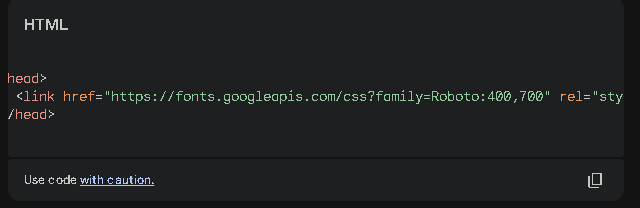 HTML
head>
<link href="https://fonts.googleapis.com/css?family=Roboto:400,700" rel="sty
/head>
Use code with caution.